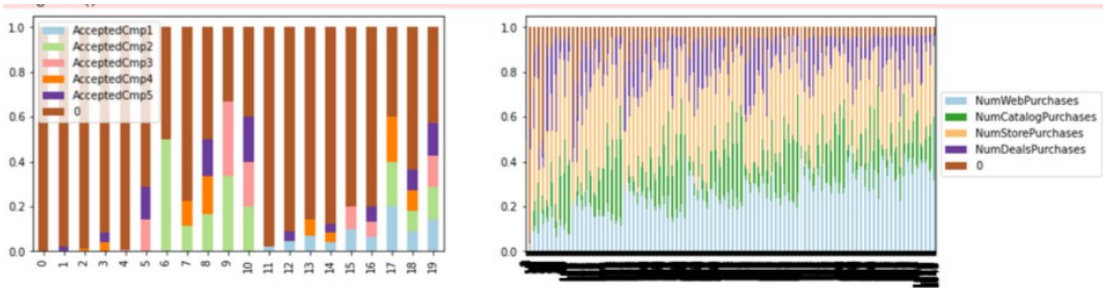 1.0
0.8
0.6
0.4
0.2
0.0
AcceptedCmp1
AcceptedCmp2
AcceptedCmp3
AcceptedCmp4
AcceptedCmp5
0
0 1 2 3 4 5 6 7 8 9 10 11 12 13 14 15 16 17 18 19
1.0
0.8
0.6
0.4
0.2
0.0
NumWebPurchases
NumCatalogPurchases
NumStorePurchases
NumDealsPurchases
0